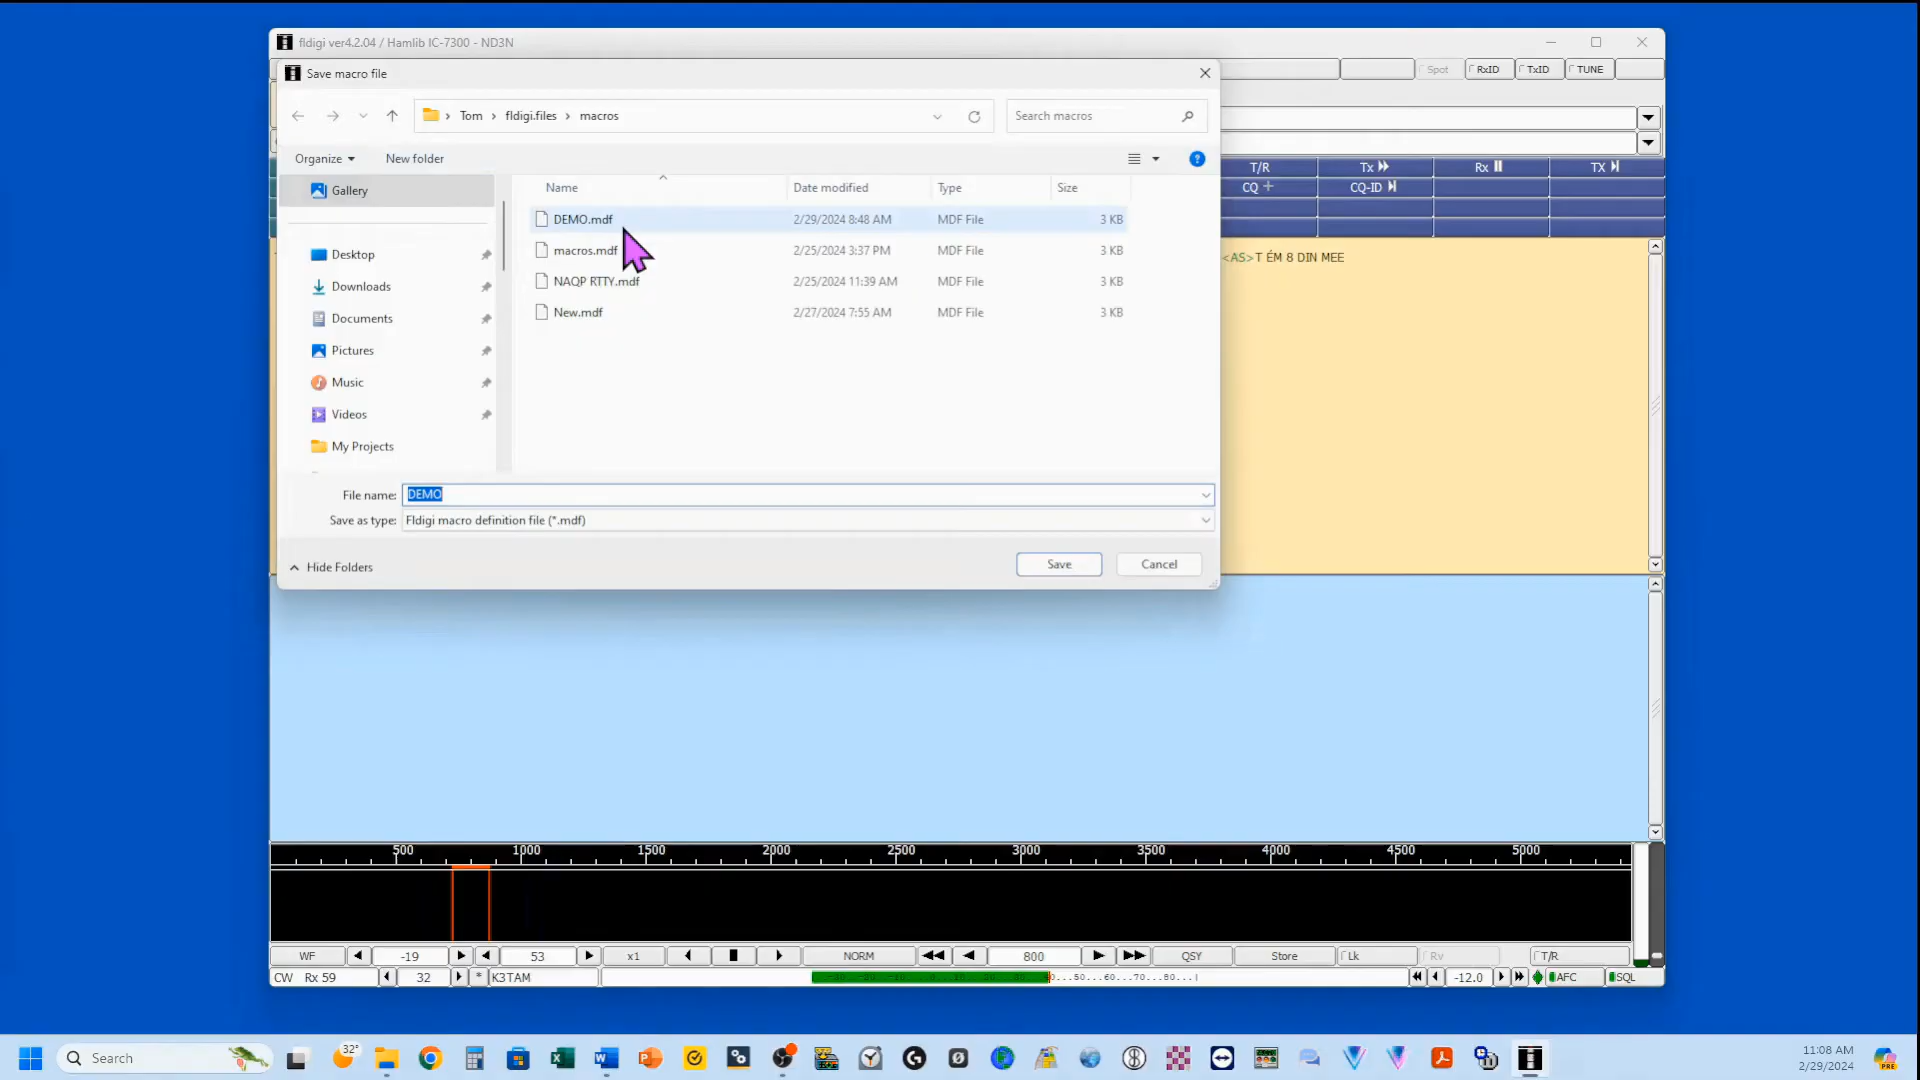 fldigi ver4.2.04 / Hamlib IC-7300 - ND3N
Save macro file
Spot RxID TxID TUNE
Tom › fldigi.files › macros
Search macros
Organize New folder
T/R Tx Rx TX
CQ CQ-ID
Gallery
Name Date modified Type Size
DEMO.mdf 2/29/2024 8:48 AM MDF File 3 KB
macros.mdf 2/25/2024 3:37 PM MDF File 3 KB
NAQP RTTY.mdf 2/25/2024 11:39 AM MDF File 3 KB
New.mdf 2/27/2024 7:55 AM MDF File 3 KB
<AS>T ÉM 8 DIN MEE
Desktop
Downloads
Documents
Pictures
Music
Videos
My Projects
File name: DEMO
Save as type: Fldigi macro definition file (*.mdf)
Hide Folders
Save Cancel
500 1000 1500 2000 2500 3000 3500 4000 4500 5000
WF -19 53 x1 NORM 800 QSY Store Lk Rv T/R
CW Rx 59 32 * K3TAM -12.0 AFC SQL
32°
Search
11:08 AM
2/29/2024